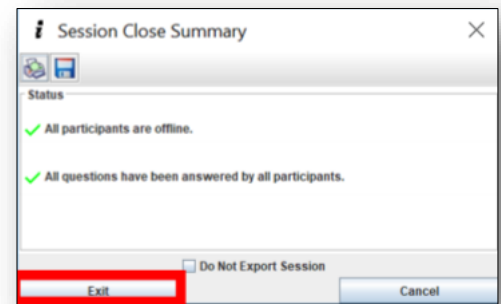 i Session Close Summary
Status
All participants are offline.
All questions have been answered by all participants.
Do Not Export Session
Exit Cancel